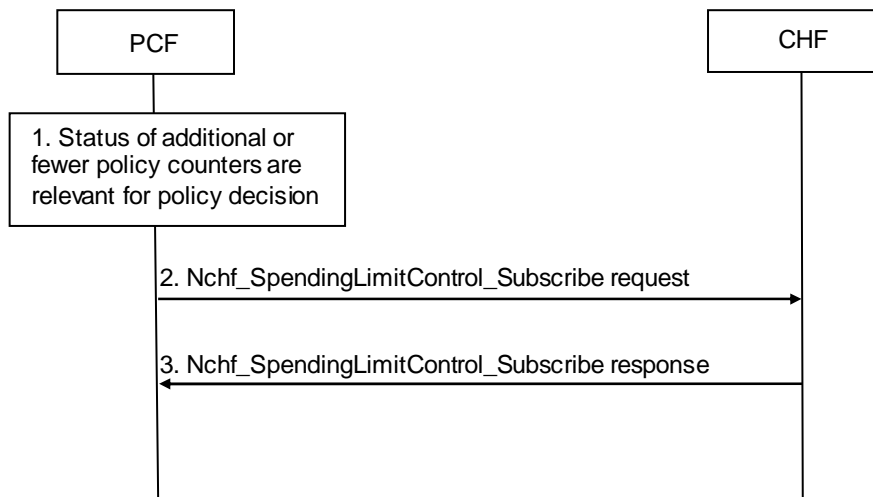 PCF
CHF
1. Status of additional or
fewer policy counters are
relevant for policy decision
2. Nchf_SpendingLimitControl_Subscribe request
3. Nchf_SpendingLimitControl_Subscribe response